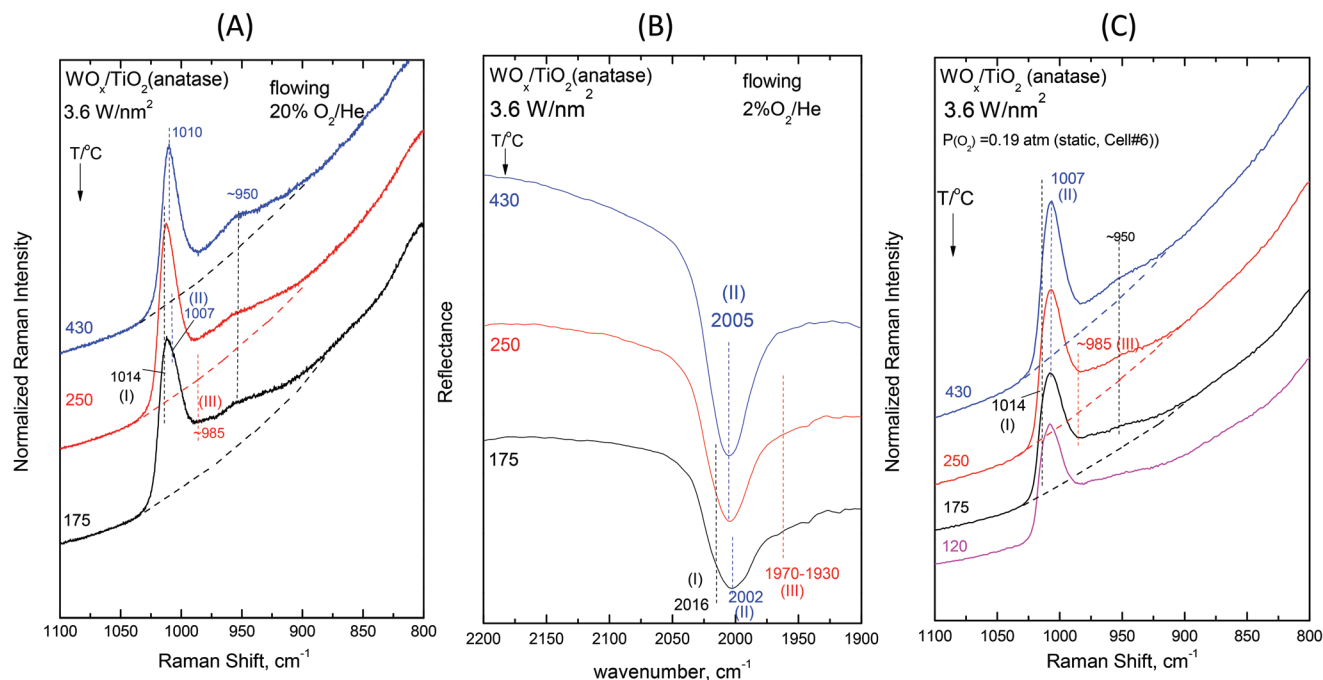 (A)
WOx/TiO2(anatase)
3.6 W/nm2
flowing
20% O2/He
T/oC
1010
~950
(II)
1007
430
1014
(I)
250
(III)
~985
175
Normalized Raman Intensity
1100 1050 1000 950 900 850 800
Raman Shift, cm-1
(B)
WOx/TiO2(anatase)
3.6 W/nm2
flowing
2%O2/He
T/oC
430
(II)
2005
250
175
(I)
2016
2002
(II)
1970-1930
(III)
Reflectance
2200 2150 2100 2050 2000 1950 1900
wavenumber, cm-1
(C)
WOx/TiO2 (anatase)
3.6 W/nm2
P(O2) =0.19 atm (static, Cell#6))
T/oC
1007
(II)
~950
430
~985 (III)
1014
(I)
250
175
120
Normalized Raman Intensity
1100 1050 1000 950 900 850 800
Raman Shift, cm-1